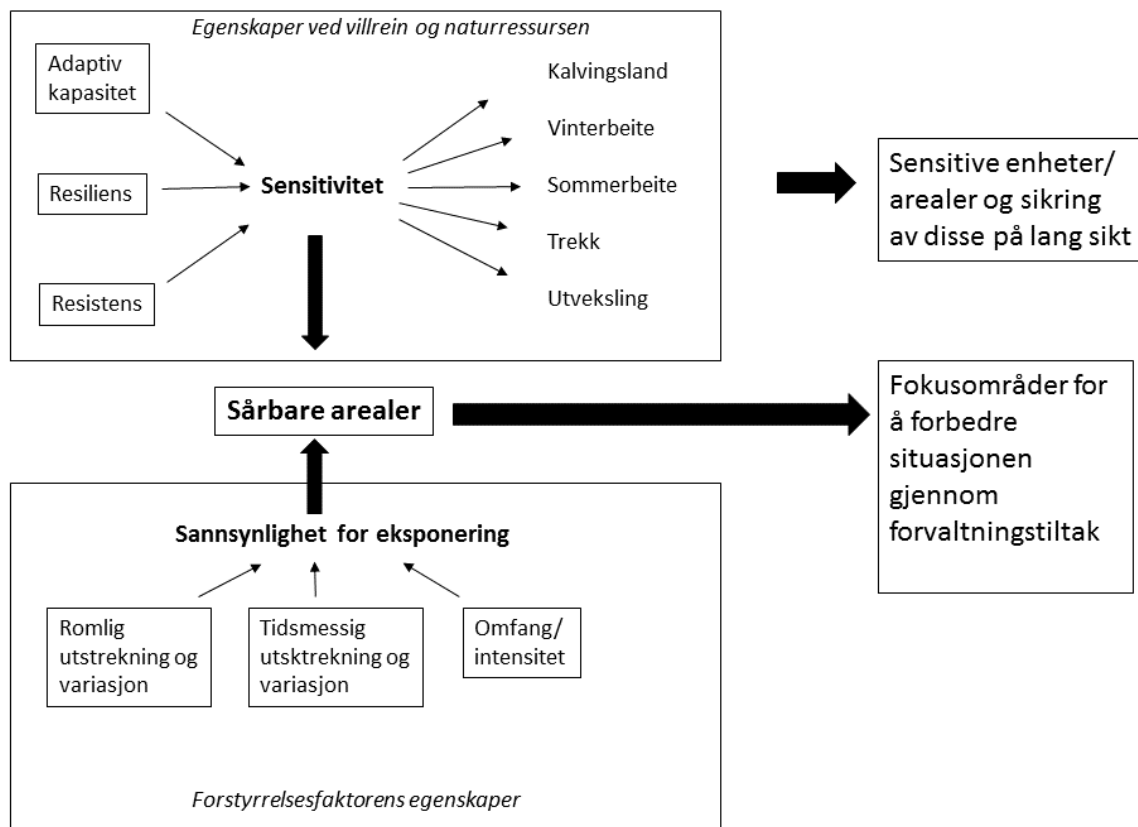 Egenskaper ved villrein og naturressursen
Adaptiv
kapasitet
Resiliens
Resistens
Sensitivitet
Kalvingsland
Vinterbeite
Sommerbeite
Trekk
Utveksling
Sensitive enheter/
arealer og sikring
av disse på lang sikt
Sårbare arealer
Fokusområder for
å forbedre
situasjonen
gjennom
forvaltningstiltak
Sannsynlighet for eksponering
Romlig
utstrekning og
variasjon
Tidsmessig
utsktrekning og
variasjon
Omfang/
intensitet
Forstyrrelsesfaktorens egenskaper